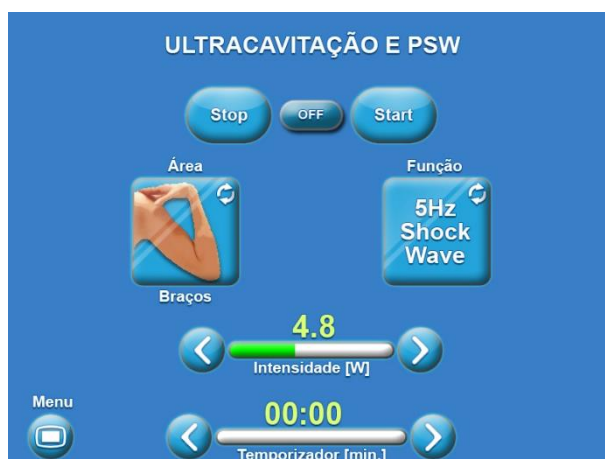 ULTRACAVITAÇÃO E PSW
Stop
OFF
Start
Área
Função
5Hz
Shock
Wave
Braços
4.8
Intensidade [W]
Menu
00:00
Temporizador [min.]